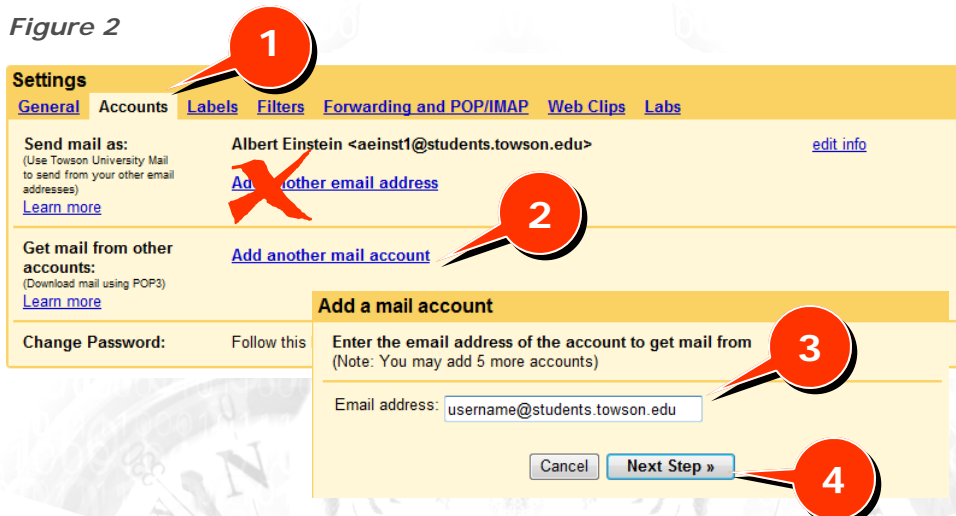 Figure 2
1
Settings
General Accounts Labels Filters Forwarding and POP/IMAP Web Clips Labs
Send mail as:
(Use Towson University Mail
to send from your other email
addresses)
Learn more
Albert Einstein <aeinst1@students.towson.edu>
edit info
email address
2
Get mail from other
accounts:
(Download mail using POP3)
Learn more
Add another mail account
Change Password:
Follow this
Add a mail account
Enter the email address of the account to get mail from
(Note: You may add 5 more accounts)
3
Email address: username@students.towson.edu
Cancel Next Step »
4